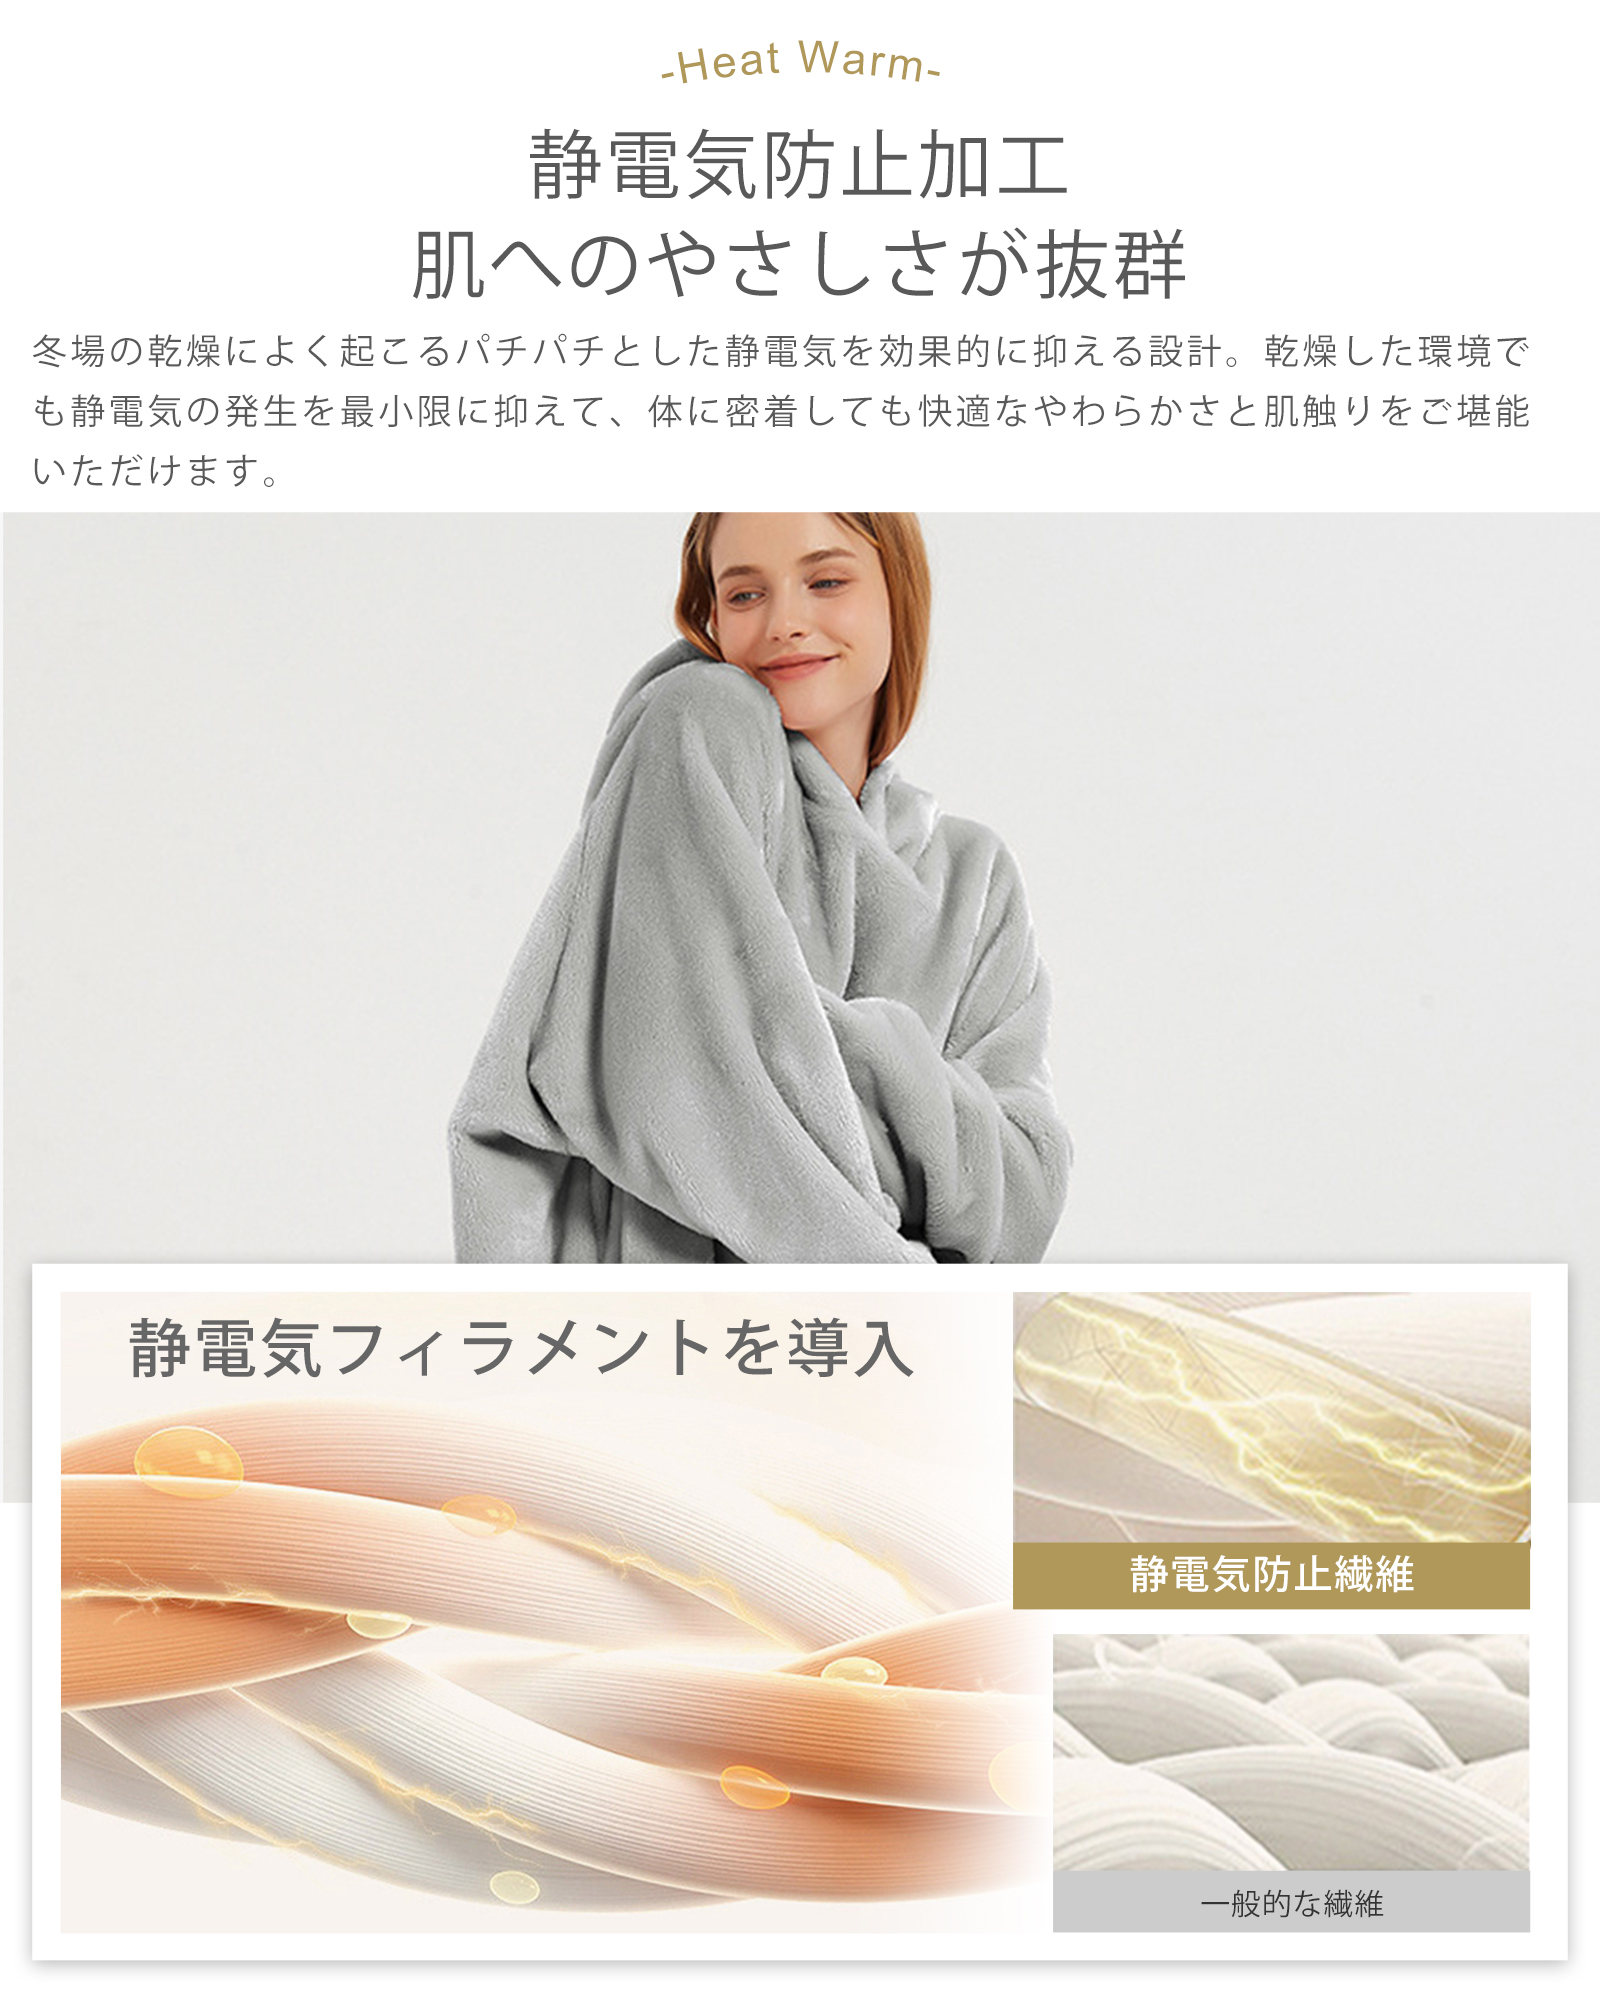 -Heat Warm-
静電気防止加工
肌へのやさしさが抜群
冬場の乾燥によく起こるパチパチとした静電気を効果的に抑える設計。乾燥した環境で
も静電気の発生を最小限に抑えて、体に密着しても快適なやわらかさと肌触りをご堪能
いただけます。
静電気フィラメントを導入
静電気防止繊維
一般的な繊維